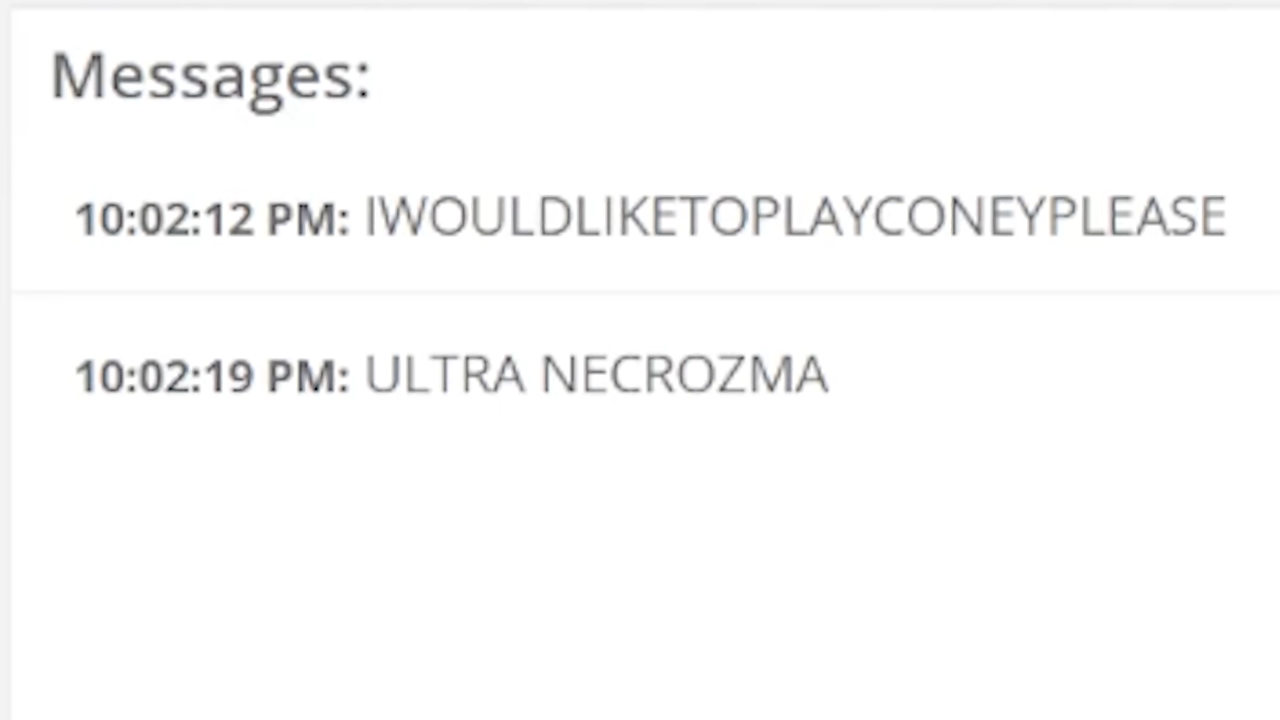 Messages:
10:02:12 PM: IWOULDLIKETOPLAYCONEYPLEASE
10:02:19 PM: ULTRA NECROZMA